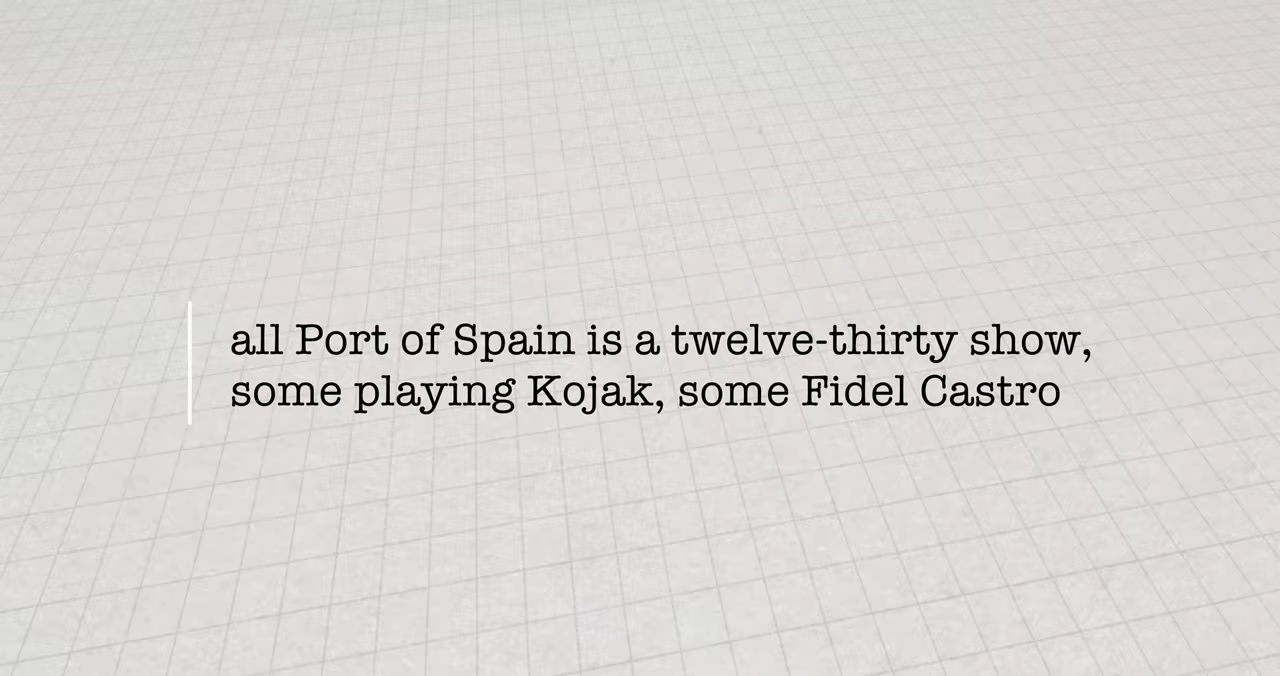 all Port of Spain is a twelve-thirty show,
some playing Kojak, some Fidel Castro